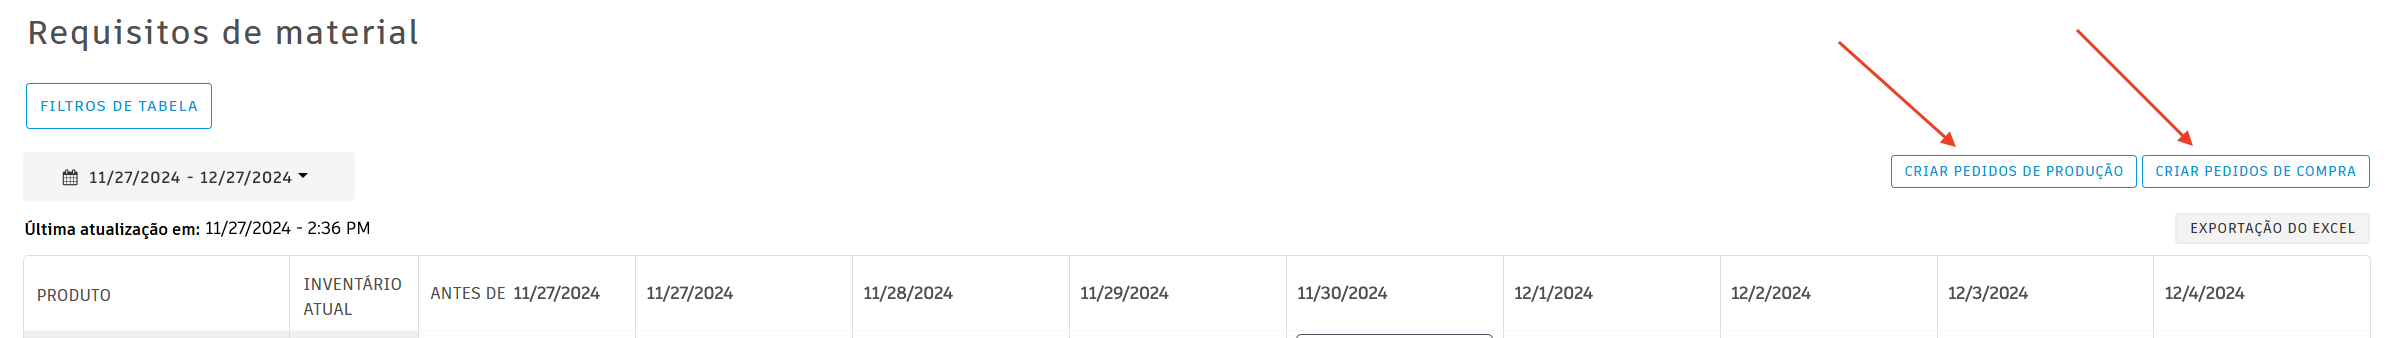 Requisitos de material
FILTROS DE TABELA
11/27/2024 - 12/27/2024
CRIAR PEDIDOS DE PRODUÇÃO
CRIAR PEDIDOS DE COMPRA
Última atualização em: 11/27/2024 - 2:36 PM
EXPORTAÇÃO DO EXCEL
PRODUTO
INVENTÁRIO
ATUAL
ANTES DE 11/27/2024
11/27/2024
11/28/2024
11/29/2024
11/30/2024
12/1/2024
12/2/2024
12/3/2024
12/4/2024